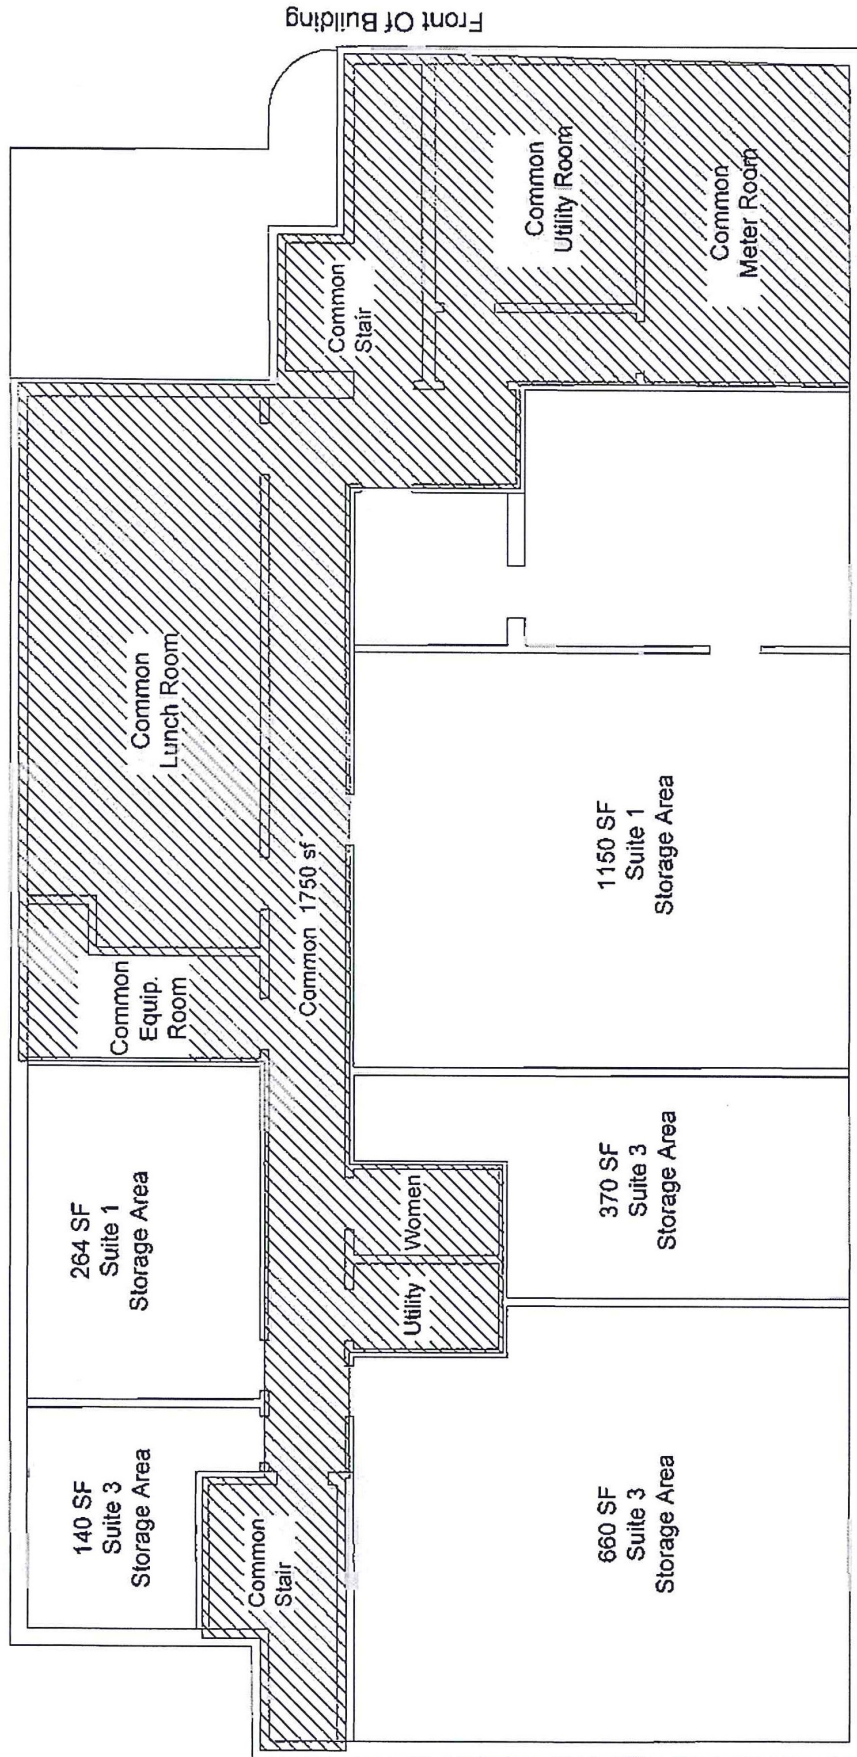 Front Of Building
Common
Stair
Common
Utility Room
Common
Meter Room
Common
Lunch Room
Common 1750 sf
Common
Equip.
Room
1150 SF
Suite 1
Storage Area
264 SF
Suite 1
Storage Area
Women
Utility
370 SF
Suite 3
Storage Area
140 SF
Suite 3
Storage Area
Common
Stair
660 SF
Suite 3
Storage Area